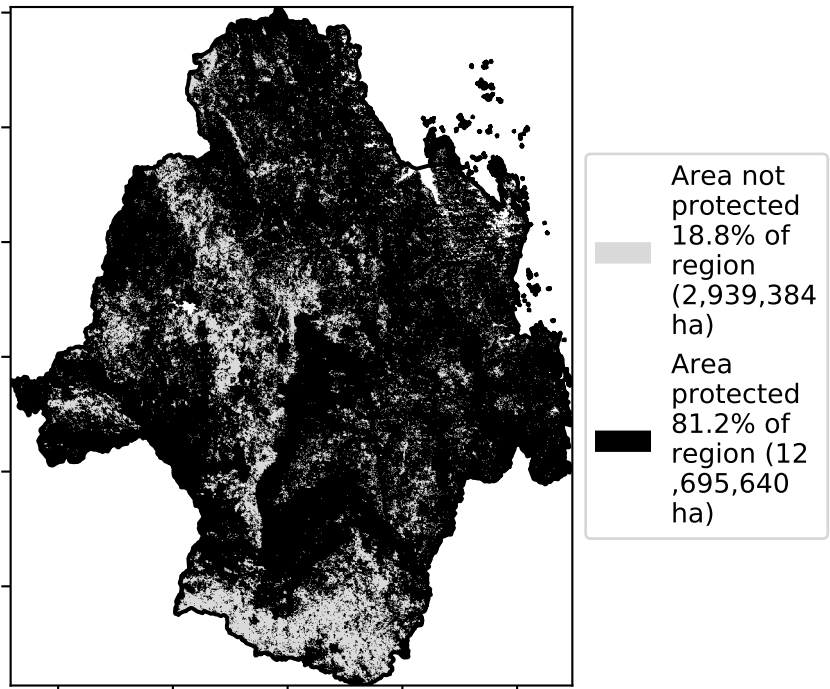 Area not
protected
18.8% of
region
(2,939,384
ha)
Area
protected
81.2% of
region (12
,695,640
ha)